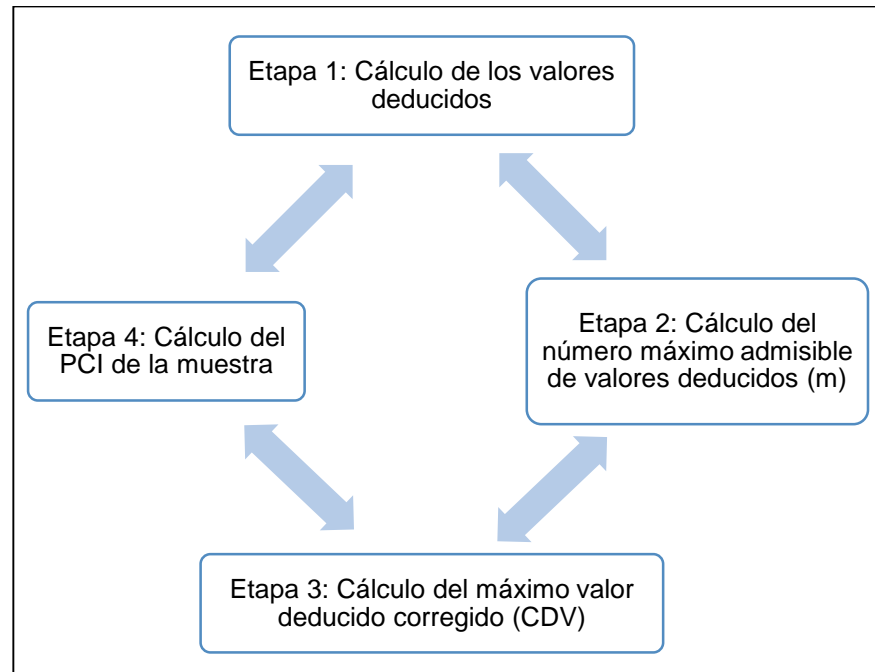 Etapa 1: Cálculo de los valores
deducidos
Etapa 4: Cálculo del
PCI de la muestra
Etapa 2: Cálculo del
número máximo admisible
de valores deducidos (m)
Etapa 3: Cálculo del máximo valor
deducido corregido (CDV)